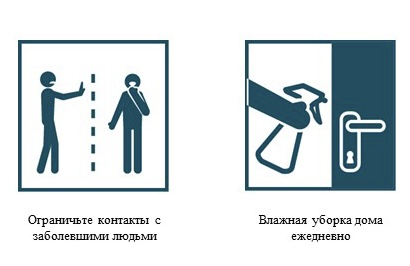 Ограничьте контакты с
заболевшими людьми
Влажная уборка дома
ежедневно